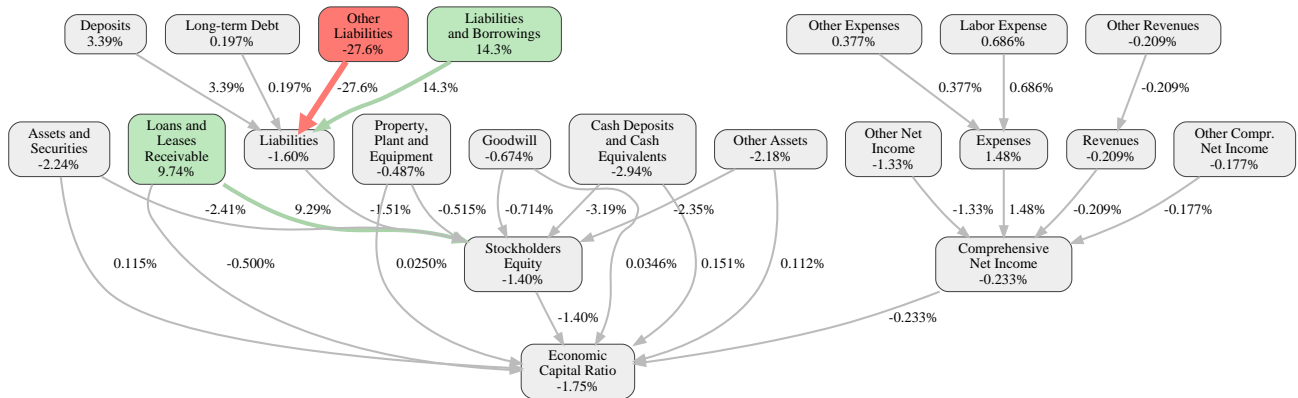 Deposits
3.39%
Long-term Debt
0.197%
Other
Liabilities
-27.6%
Liabilities
and Borrowings
14.3%
Other Expenses
0.377%
Labor Expense
0.686%
Other Revenues
-0.209%
3.39%
0.197%
-27.6%
14.3%
0.377%
0.686%
-0.209%
Assets and
Securities
-2.24%
Loans and
Leases
Receivable
9.74%
Liabilities
-1.60%
Property,
Plant and
Equipment
-0.487%
Goodwill
-0.674%
Cash Deposits
and Cash
Equivalents
-2.94%
Other Assets
-2.18%
Other Net
Income
-1.33%
Expenses
1.48%
Revenues
-0.209%
Other Compr.
Net Income
-0.177%
-2.41%
9.29%
-1.51%
-0.515%
-0.714%
-3.19%
-2.35%
-1.33%
1.48%
-0.209%
-0.177%
0.115%
-0.500%
0.0250%
Stockholders
Equity
-1.40%
0.0346%
0.151%
0.112%
Comprehensive
Net Income
-0.233%
-1.40%
-0.233%
Economic
Capital Ratio
-1.75%